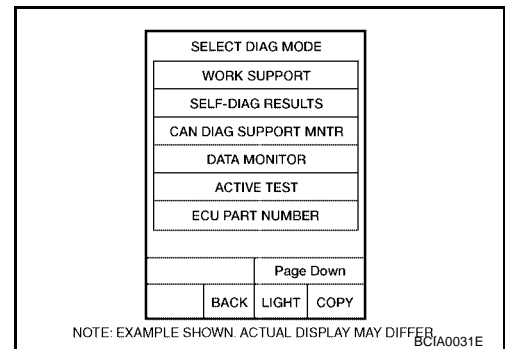 SELECT DIAG MODE
WORK SUPPORT
SELF-DIAG RESULTS
CAN DIAG SUPPORT MNTR
DATA MONITOR
ACTIVE TEST
ECU PART NUMBER
Page Down
BACK LIGHT COPY
NOTE: EXAMPLE SHOWN. ACTUAL DISPLAY MAY DIFFER.
BCIA0031E